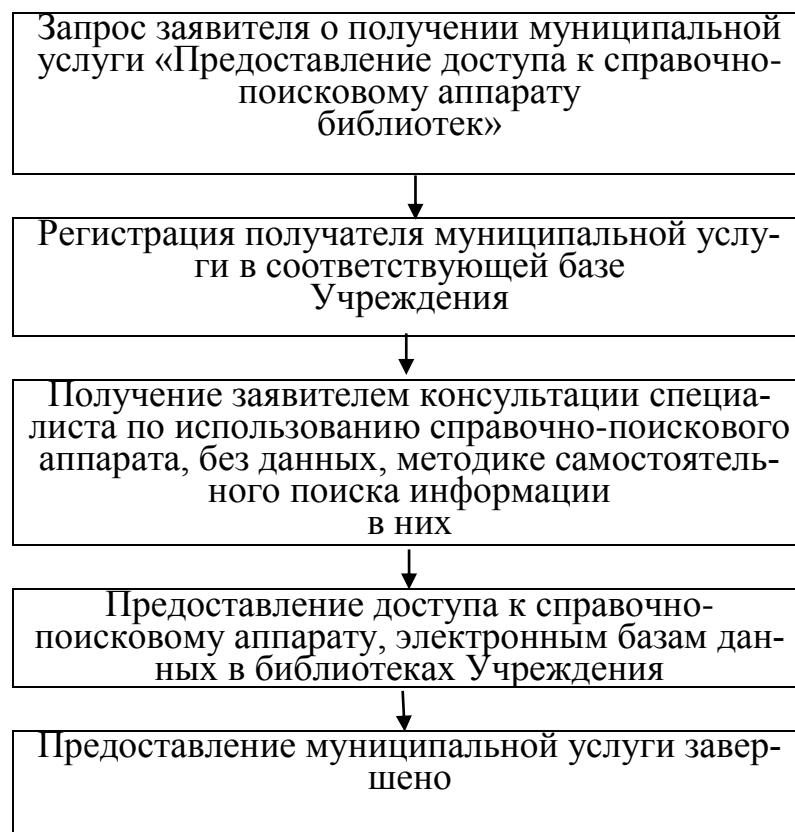 Запрос заявителя о получении муниципальной
услуги «Предоставление доступа к справочно-
поисковому аппарату
библиотек»
Регистрация получателя муниципальной услу-
ги в соответствующей базе
Учреждения
Получение заявителем консультации специа-
листа по использованию справочно-поискового
аппарата, без данных, методике самостоятель-
ного поиска информации
в них
Предоставление доступа к справочно-
поисковому аппарату, электронным базам дан-
ных в библиотеках Учреждения
Предоставление муниципальной услуги завер-
шено